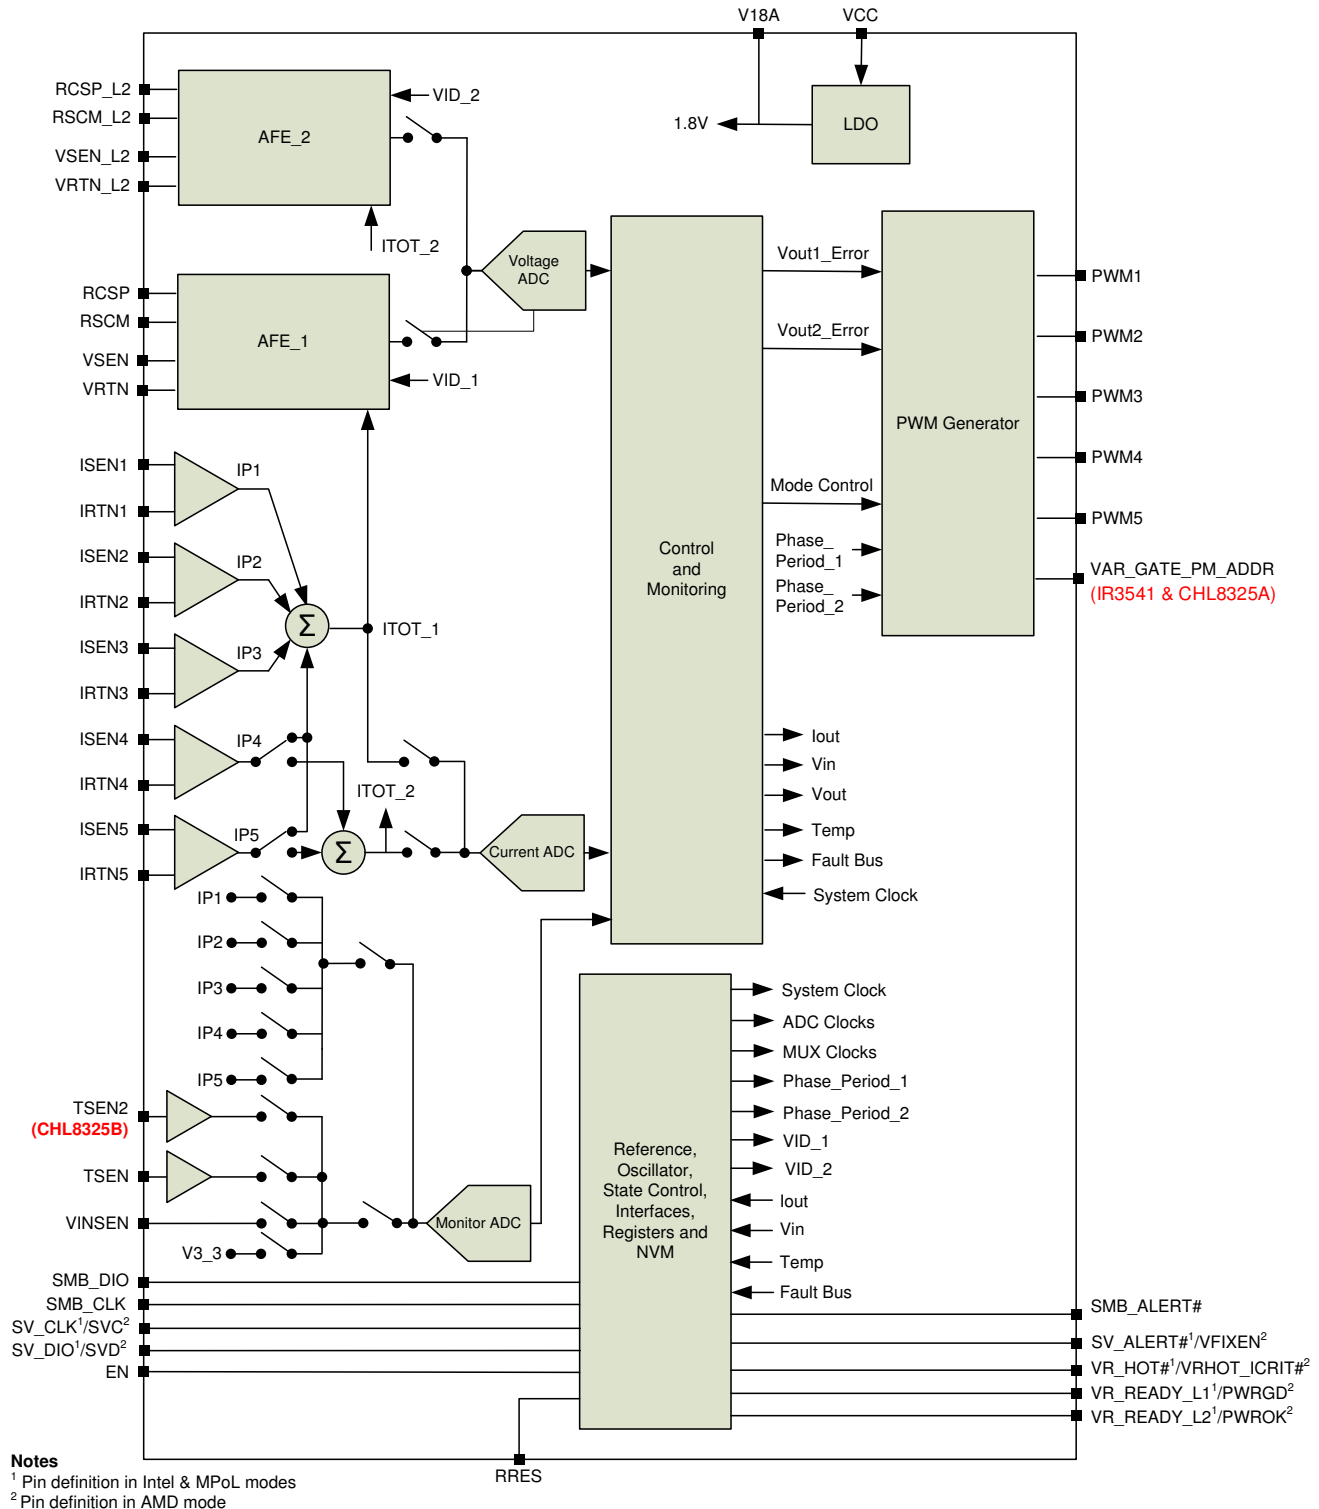 V18A
VCC
RCSP_L2
RSCM_L2
VSEN_L2
VRTN_L2
AFE_2
VID_2
ITOT_2
1.8V
LDO
RCSP
RSCM
VSEN
VRTN
AFE_1
VID_1
Voltage
ADC
Control
and
Monitoring
Vout1_Error
Vout2_Error
Mode Control
Phase_
Period_1
Phase_
Period_2
PWM Generator
PWM1
PWM2
PWM3
PWM4
PWM5
VAR_GATE_PM_ADDR
(IR3541 & CHL8325A)
ISEN1
IP1
IRTN1
ISEN2
IP2
IRTN2
Σ
ITOT_1
ISEN3
IP3
IRTN3
ISEN4
IP4
IRTN4
ITOT_2
ISEN5
IP5
IRTN5
Σ
Current ADC
Iout
Vin
Vout
Temp
Fault Bus
System Clock
IP1
IP2
IP3
IP4
IP5
TSEN2
(CHL8325B)
TSEN
VINSEN
V3_3
Monitor ADC
Reference,
Oscillator,
State Control,
Interfaces,
Registers and
NVM
System Clock
ADC Clocks
MUX Clocks
Phase_Period_1
Phase_Period_2
VID_1
VID_2
Iout
Vin
Temp
Fault Bus
SMB_DIO
SMB_CLK
SV_CLK¹/SVC²
SV_DIO¹/SVD²
EN
SMB_ALERT#
SV_ALERT#¹/VFIXEN²
VR_HOT#¹/VRHOT_ICRIT#²
VR_READY_L1¹/PWRGD²
VR_READY_L2¹/PWROK²
RRES
Notes
¹ Pin definition in Intel & MPoL modes
² Pin definition in AMD mode